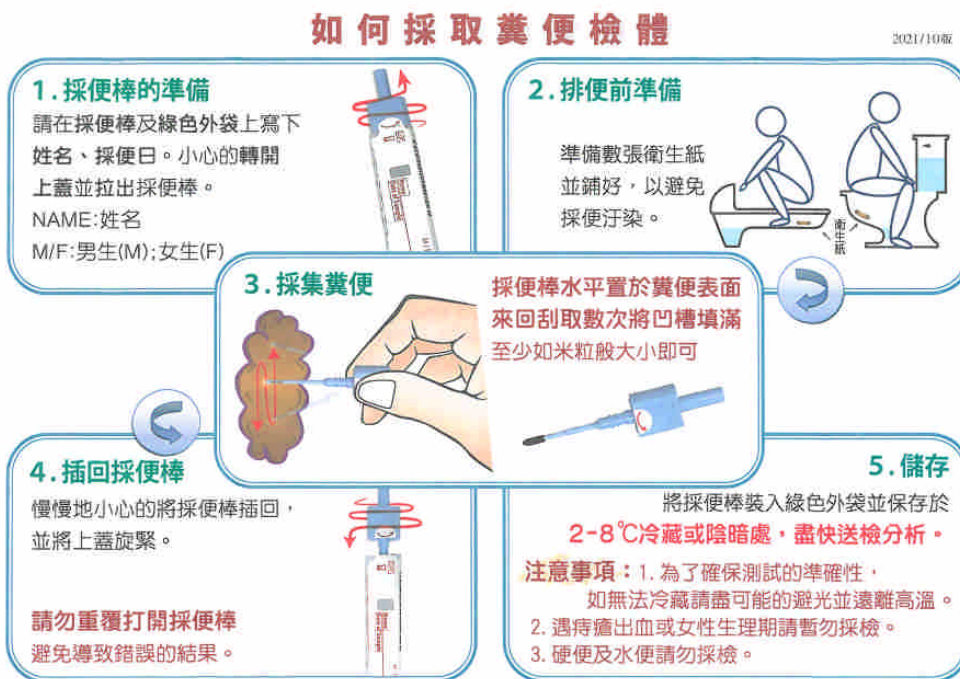 如何採取糞便檢體
2021/10版
1.採便棒的準備
請在採便棒及綠色外袋上寫下
姓名、採便日。小心的轉開
上蓋並拉出採便棒。
NAME:姓名
M/F:男生(M);女生(F)
2.排便前準備
準備數張衛生紙
並鋪好,以避免
採便汙染。
衛生紙
3.採集糞便
採便棒水平置於糞便表面
來回刮取數次將凹槽填滿
至少如米粒般大小即可
4.插回採便棒
慢慢地小心的將採便棒插回,
並將上蓋旋緊。
請勿重覆打開採便棒
避免導致錯誤的結果。
5.儲存
將採便棒裝入綠色外袋並保存於
2-8℃冷藏或陰暗處,盡快送檢分析。
注意事項:1. 為了確保測試的準確性,
如無法冷藏請盡可能的避光並遠離高溫。
2. 遇痔瘡出血或女性生理期請暫勿採檢。
3. 硬便及水便請勿採檢。